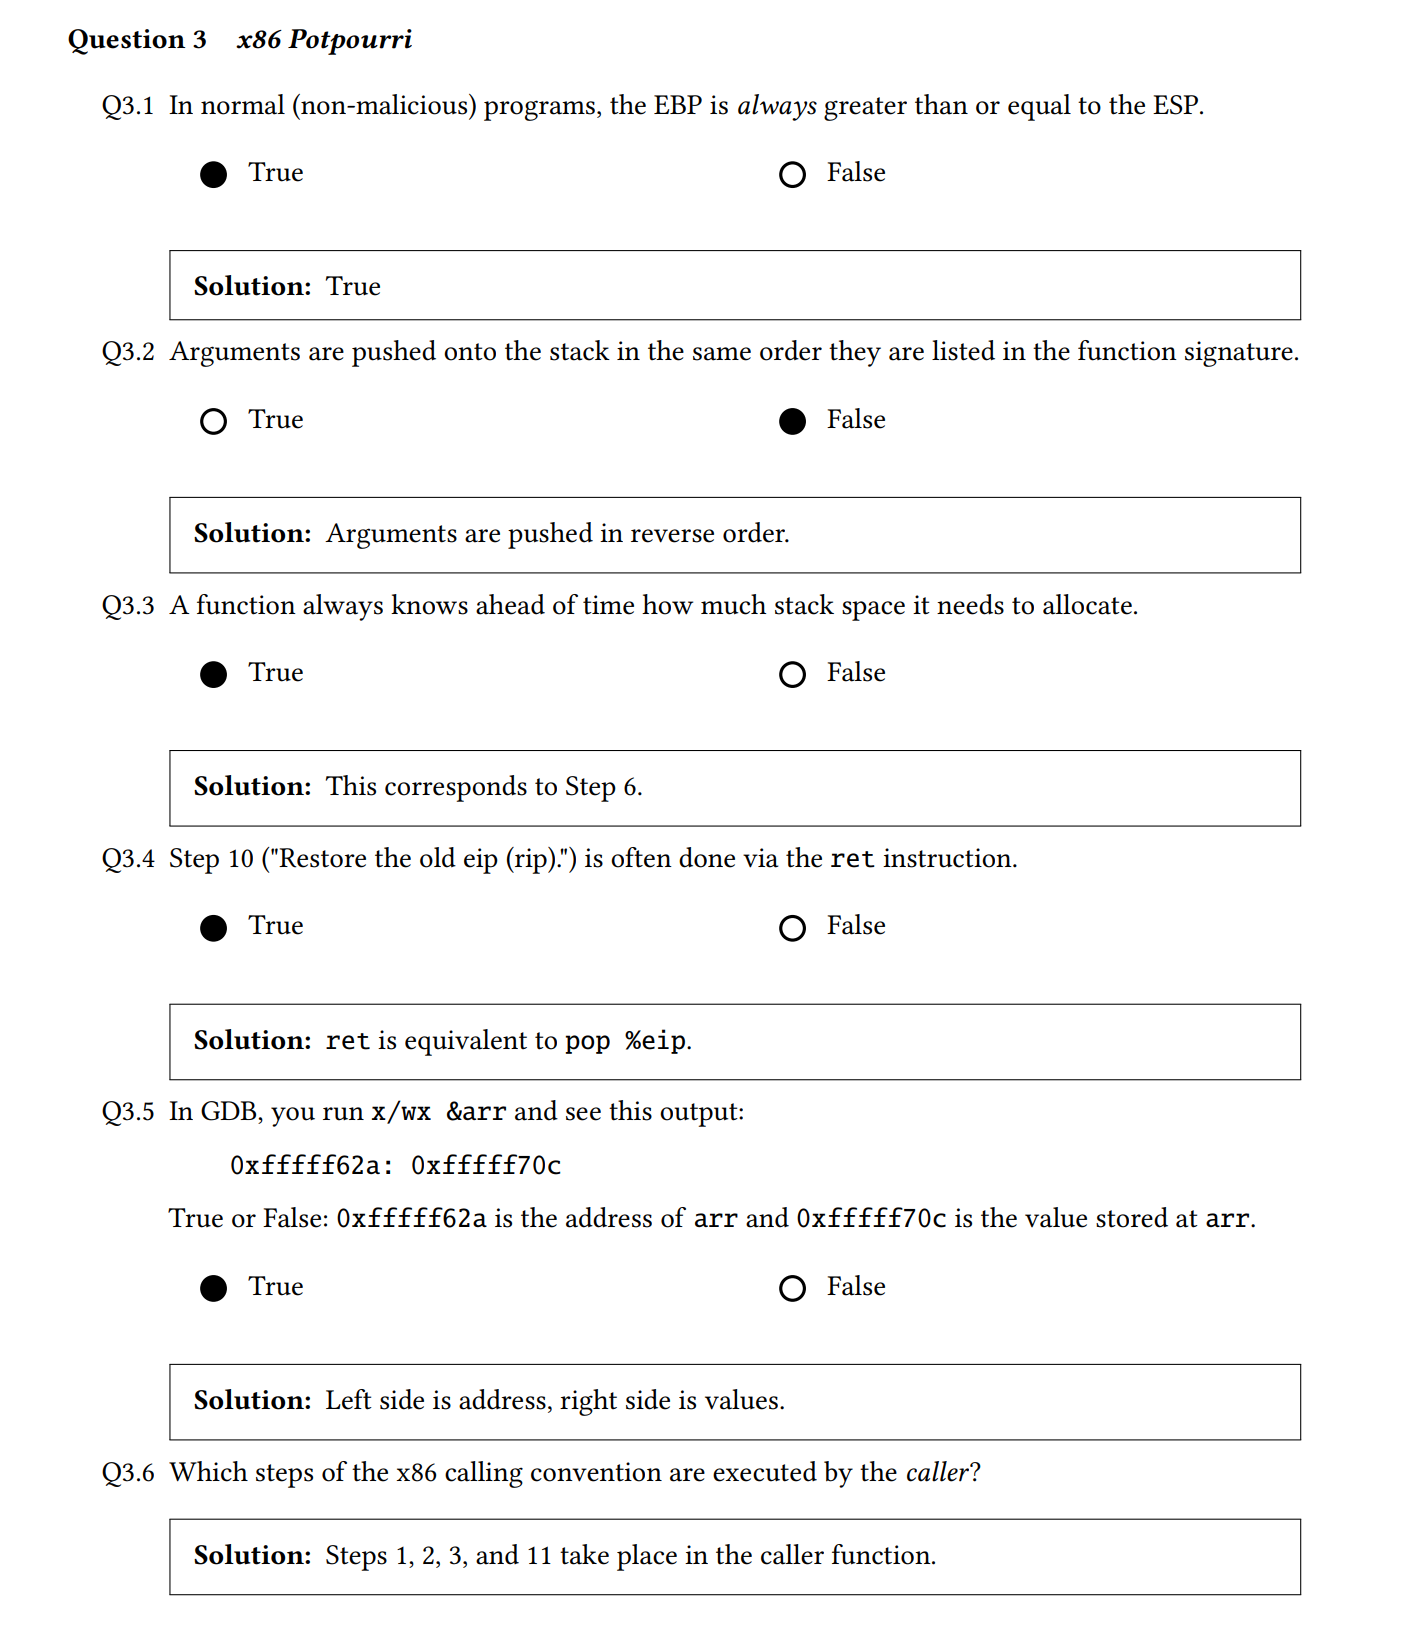 Question 3 x86 Potpourri
Q3.1 In normal (non-malicious) programs, the EBP is always greater than or equal to the ESP.
True False
Solution: True
Q3.2 Arguments are pushed onto the stack in the same order they are listed in the function signature.
True False
Solution: Arguments are pushed in reverse order.
Q3.3 A function always knows ahead of time how much stack space it needs to allocate.
True False
Solution: This corresponds to Step 6.
Q3.4 Step 10 ("Restore the old eip (rip).") is often done via the ret instruction.
True False
Solution: ret is equivalent to pop %eip.
Q3.5 In GDB, you run x/wx &arr and see this output:
0xfffff62a: 0xfffff70c
True or False: 0xfffff62a is the address of arr and 0xfffff70c is the value stored at arr.
True False
Solution: Left side is address, right side is values.
Q3.6 Which steps of the x86 calling convention are executed by the caller?
Solution: Steps 1, 2, 3, and 11 take place in the caller function.